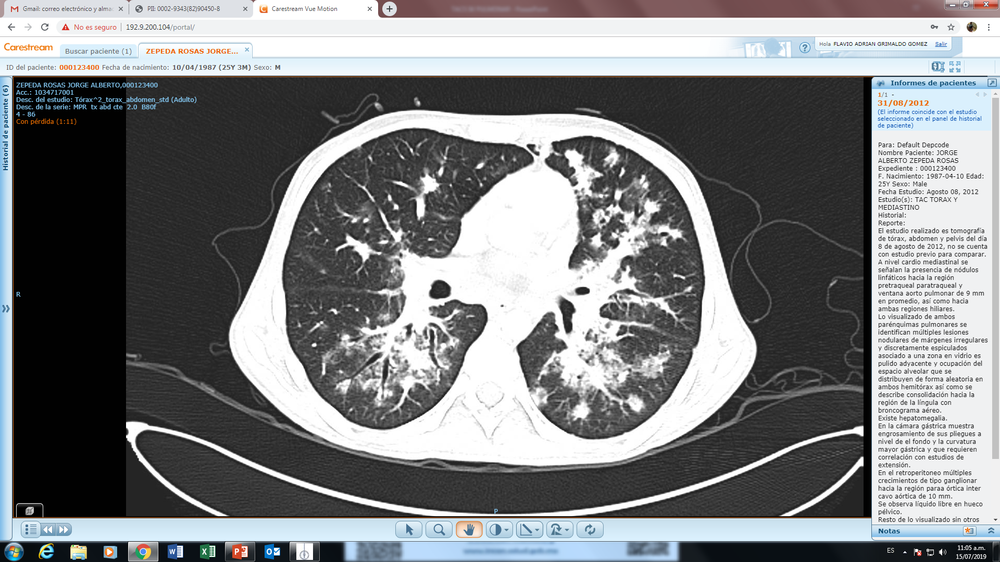 Gmail: correo electrónico y almac
PII: 0002-9343(82)90450-8
Carestream Vue Motion
No es seguro
192.9.200.104/portal/
Carestream
Buscar paciente (1)
ZEPEDA ROSAS JORGE...
Hola FLAVIO ADRIAN GRIMALDO GOMEZ
Salir
ID del paciente: 000123400 Fecha de nacimiento: 10/04/1987 (25Y 3M) Sexo: M
Historial de paciente (6)
ZEPEDA ROSAS JORGE ALBERTO,000123400
Acc.: 1034717001
Desc. del estudio: Tórax^2_torax_abdomen_std (Adulto)
Desc. de la serie: MPR tx abd cte 2.0 B80f
4 - 86
Con pérdida (1:11)
R
P
Informes de pacientes
1/1 -
31/08/2012
(El informe coincide con el estudio
seleccionado en el panel de historial
de paciente)
Para: Default Depcode
Nombre Paciente: JORGE
ALBERTO ZEPEDA ROSAS
Expediente : 000123400
F. Nacimiento: 1987-04-10 Edad:
25Y Sexo: Male
Fecha Estudio: Agosto 08, 2012
Estudio(s): TAC TORAX Y
MEDIASTINO
Historial:
Reporte:
El estudio realizado es tomografía
de tórax, abdomen y pelvis del día
8 de agosto de 2012, no se cuenta
con estudio previo para comparar.
A nivel cardio mediastinal se
señalan la presencia de nódulos
linfáticos hacia la región
pretraqueal paratraqueal y
ventana aorto pulmonar de 9 mm
en promedio, así como hacia
ambas regiones hiliares.
Lo visualizado de ambos
parénquimas pulmonares se
identifican múltiples lesiones
nodulares de márgenes irregulares
y discretamente espiculados
asociado a una zona en vidrio es
pulido adyacente y ocupación del
espacio alveolar que se
distribuyen de forma aleatoria en
ambos hemitórax así como se
describe consolidación hacia la
región de la língula con
broncograma aéreo.
Existe hepatomegalia.
En la cámara gástrica muestra
engrosamiento de sus pliegues a
nivel de el fondo y la curvatura
mayor gástrica y que requieren
correlación con estudios de
extensión.
En el retroperitoneo múltiples
crecimientos de tipo ganglionar
hacia la región paraa órtica inter
cavo aórtica de 10 mm.
Se observa líquido libre en hueco
pélvico.
Resto de lo visualizado sin otros
Notas
ES
11:05 a.m.
15/07/2019